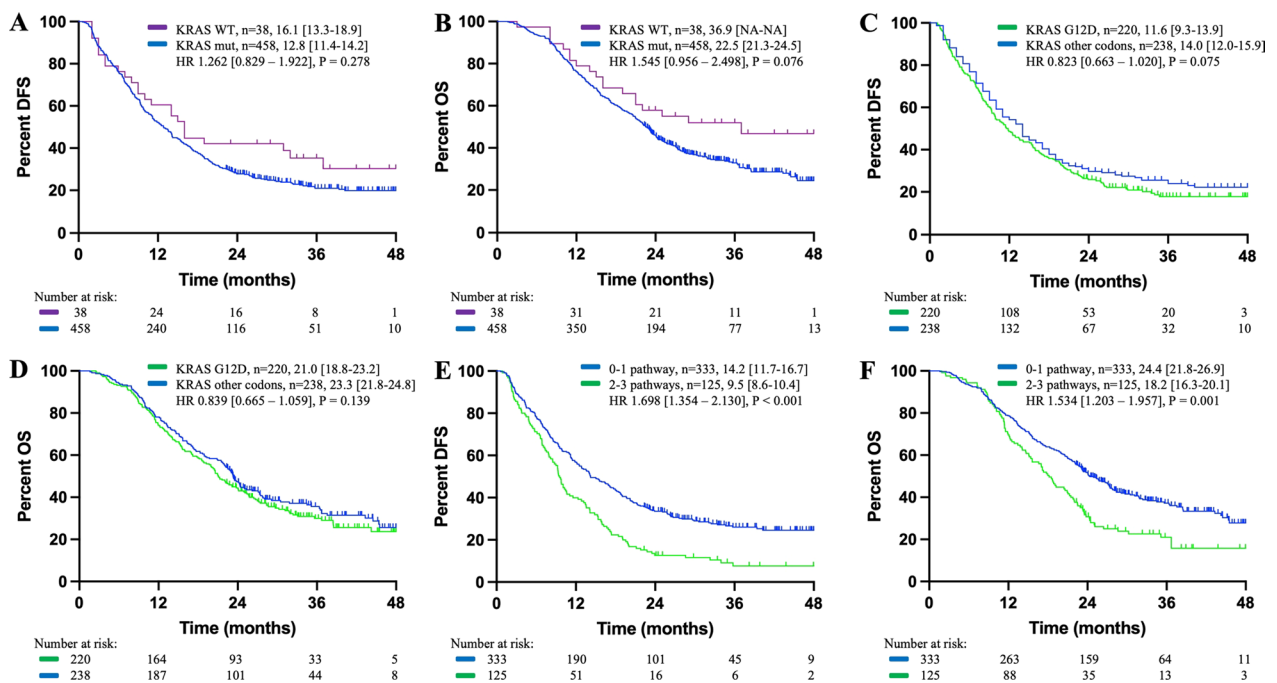 A
KRAS WT, n=38, 16.1 [13.3-18.9]
KRAS mut, n=458, 12.8 [11.4-14.2]
HR 1.262 [0.829 – 1.922], P = 0.278
Percent DFS
100
80
60
40
20
0
0 12 24 36 48
Time (months)
Number at risk:
38 24 16 8 1
458 240 116 51 10
B
KRAS WT, n=38, 36.9 [NA-NA]
KRAS mut, n=458, 22.5 [21.3-24.5]
HR 1.545 [0.956 – 2.498], P = 0.076
Percent OS
100
80
60
40
20
0
0 12 24 36 48
Time (months)
Number at risk:
38 31 21 11 1
458 350 194 77 13
C
KRAS G12D, n=220, 11.6 [9.3-13.9]
KRAS other codons, n=238, 14.0 [12.0-15.9]
HR 0.823 [0.663 – 1.020], P = 0.075
Percent DFS
100
80
60
40
20
0
0 12 24 36 48
Time (months)
Number at risk:
220 108 53 20 3
238 132 67 32 10
D
KRAS G12D, n=220, 21.0 [18.8-23.2]
KRAS other codons, n=238, 23.3 [21.8-24.8]
HR 0.839 [0.665 – 1.059], P = 0.139
Percent OS
100
80
60
40
20
0
0 12 24 36 48
Time (months)
Number at risk:
220 164 93 33 5
238 187 101 44 8
E
0-1 pathway, n=333, 14.2 [11.7-16.7]
2-3 pathways, n=125, 9.5 [8.6-10.4]
HR 1.698 [1.354 – 2.130], P < 0.001
Percent DFS
100
80
60
40
20
0
0 12 24 36 48
Time (months)
Number at risk:
333 190 101 45 9
125 51 16 6 2
F
0-1 pathway, n=333, 24.4 [21.8-26.9]
2-3 pathways, n=125, 18.2 [16.3-20.1]
HR 1.534 [1.203 – 1.957], P = 0.001
Percent OS
100
80
60
40
20
0
0 12 24 36 48
Time (months)
Number at risk:
333 263 159 64 11
125 88 35 13 3